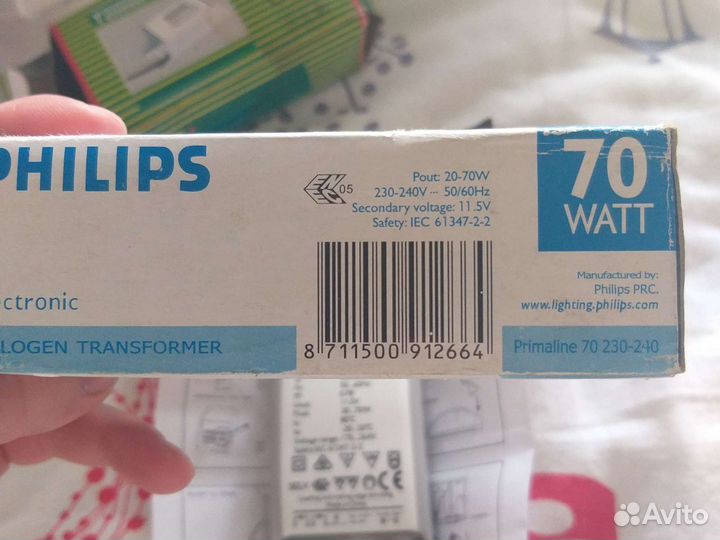 PHILIPS
05
Pout: 20-70W
230-240V ~ 50/60Hz
Secondary voltage: 11.5V
Safety: IEC 61347-2-2
70
WATT
Manufactured by:
Philips PRC.
www.lighting.philips.com
ectronic
LOGEN TRANSFORMER
8 711500 912664
Primaline 70 230-240
Avito